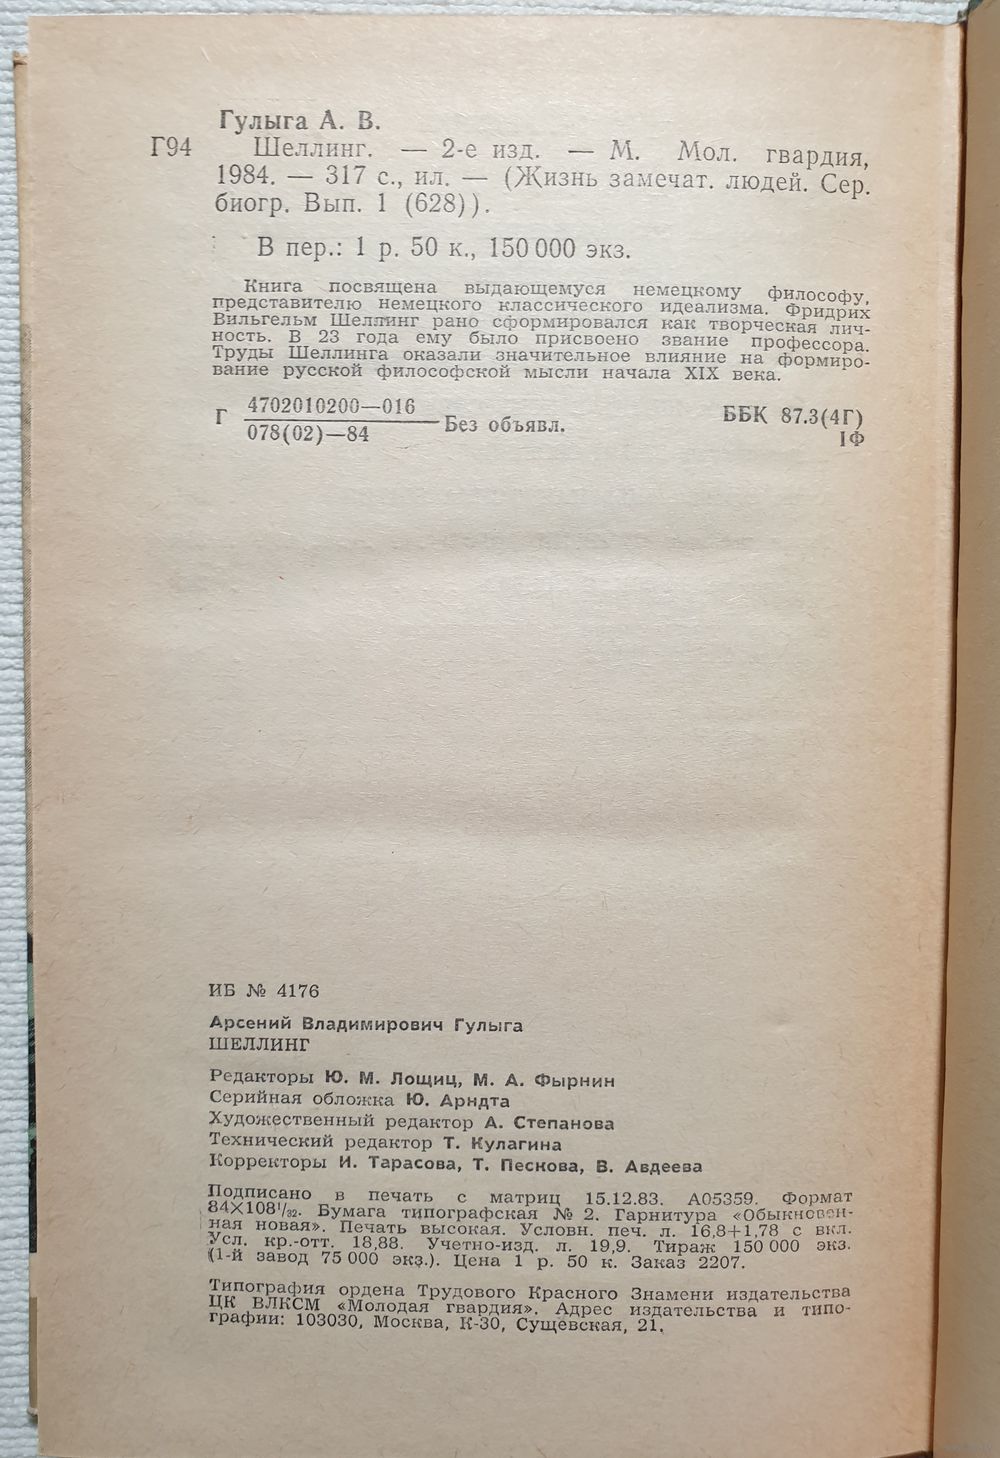 Гулыга А. В.
Г94 Шеллинг. — 2-е изд. — М. Мол. гвардия,
1984. — 317 с., ил. — (Жизнь замечат. людей. Сер.
биогр. Вып. 1 (628)).
В пер.: 1 р. 50 к., 150 000 экз.
Книга посвящена выдающемуся немецкому философу,
представителю немецкого классического идеализма. Фридрих
Вильгельм Шеллинг рано сформировался как творческая лич-
ность. В 23 года ему было присвоено звание профессора.
Труды Шеллинга оказали значительное влияние на формиро-
вание русской философской мысли начала XIX века.
Г 4702010200—016
078(02)—84
Без объявл.
ББК 87.3(4Г)
1Ф
ИБ № 4176
Арсений Владимирович Гулыга
ШЕЛЛИНГ
Редакторы Ю. М. Лощиц, М. А. Фырнин
Серийная обложка Ю. Арндта
Художественный редактор А. Степанова
Технический редактор Т. Кулагина
Корректоры И. Тарасова, Т. Пескова, В. Авдеева
Подписано в печать с матриц 15.12.83. А05359. Формат
84×108¹/₃₂. Бумага типографская № 2. Гарнитура «Обыкновен-
ная новая». Печать высокая. Условн. печ. л. 16,8+1,78 с вкл.
Усл. кр.-отт. 18,88. Учетно-изд. л. 19,9. Тираж 150 000 экз.
(1-й завод 75 000 экз.). Цена 1 р. 50 к. Заказ 2207.
Типография ордена Трудового Красного Знамени издательства
ЦК ВЛКСМ «Молодая гвардия». Адрес издательства и типо-
графии: 103030, Москва, К-30, Сущевская, 21.